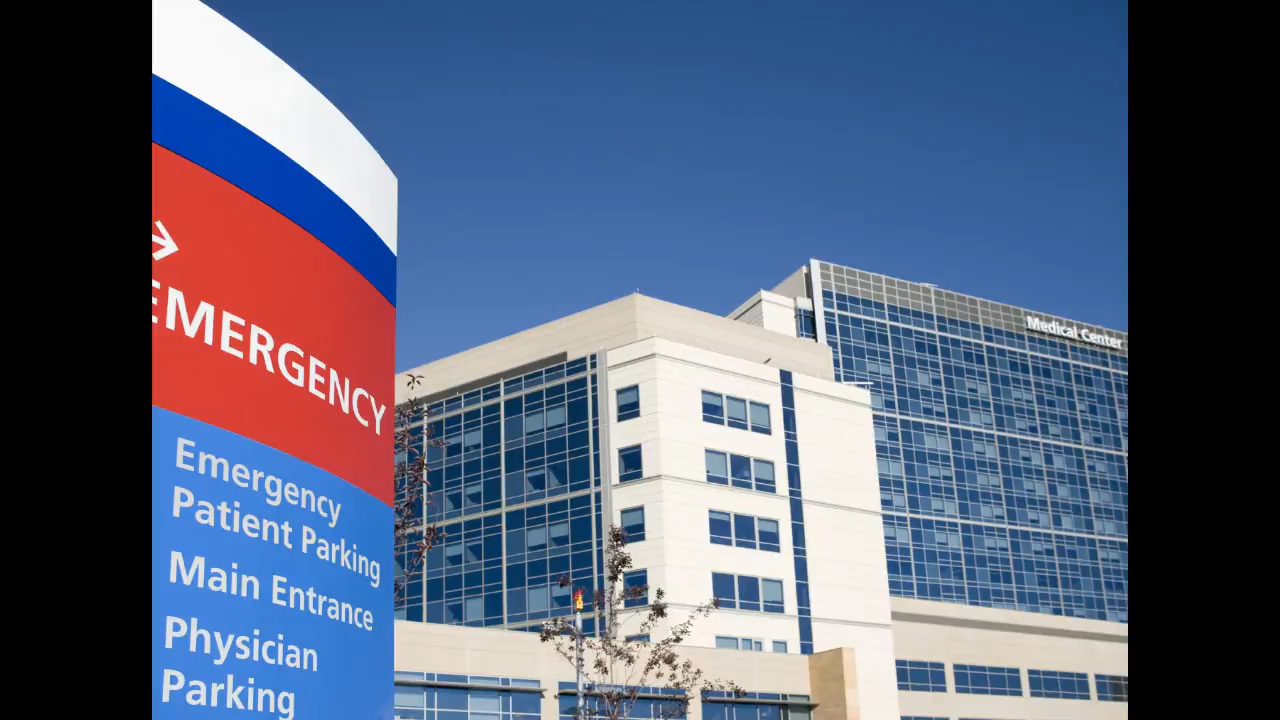 EMERGENCY
Emergency
Patient Parking
Main Entrance
Physician
Parking
Medical Center